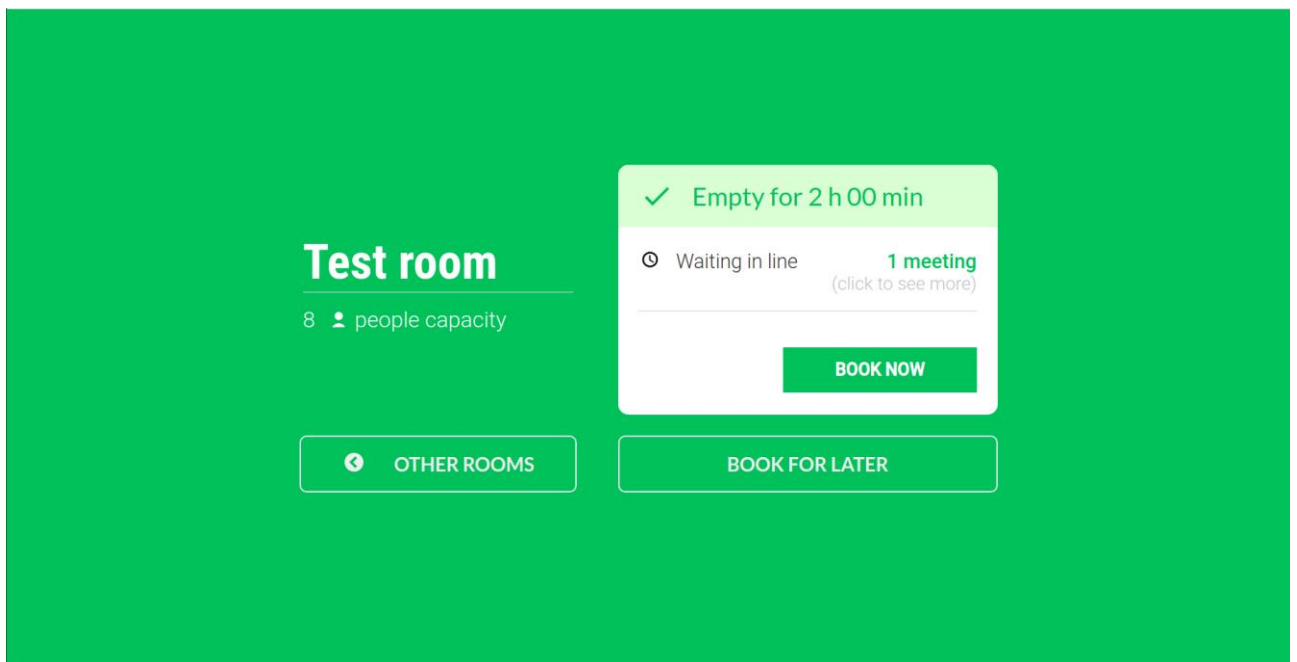 Test room
8 people capacity
Empty for 2 h 00 min
Waiting in line 1 meeting
(click to see more)
BOOK NOW
OTHER ROOMS
BOOK FOR LATER